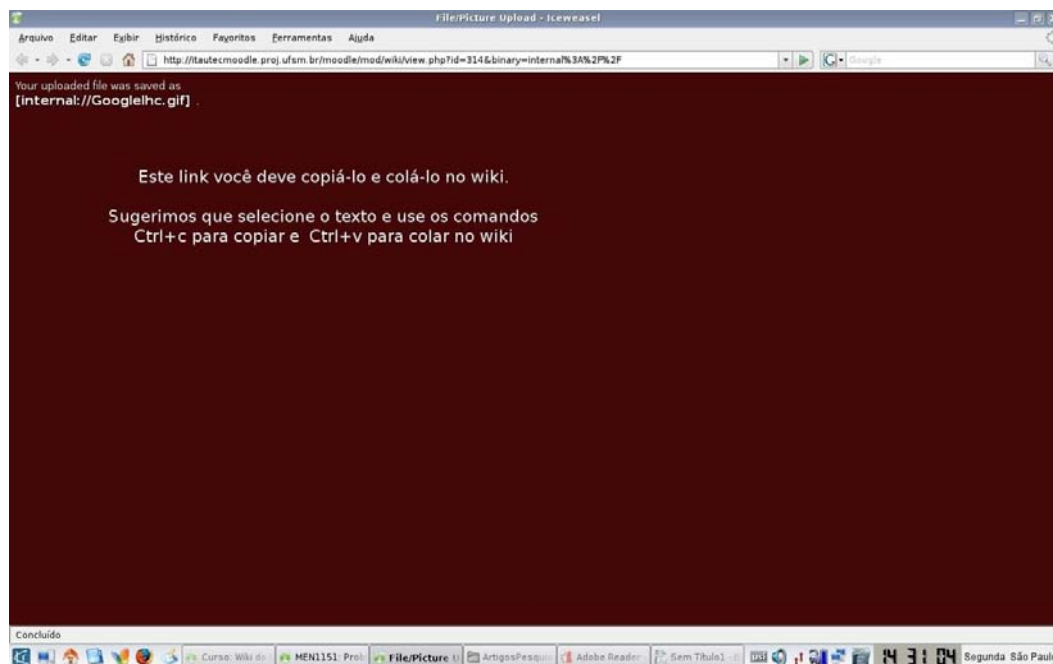 File/Picture Upload - Iceweasel
Arquivo Editar Exibir Histórico Favoritos Ferramentas Ajuda
http://itautecmoodle.proj.ufsm.br/moodle/mod/wiki/view.php?id=314&binary=internal%3A%2F%2F
Google
Your uploaded file was saved as
[internal://Googlelhc.gif] .
Este link você deve copiá-lo e colá-lo no wiki.
Sugerimos que selecione o texto e use os comandos
Ctrl+c para copiar e Ctrl+v para colar no wiki
Concluído
Curso: Wiki do MEN1151: Prob File/Picture U ArtigosPesqui Adobe Reader Sem Título1 - 14 31 04 Segunda São Paul